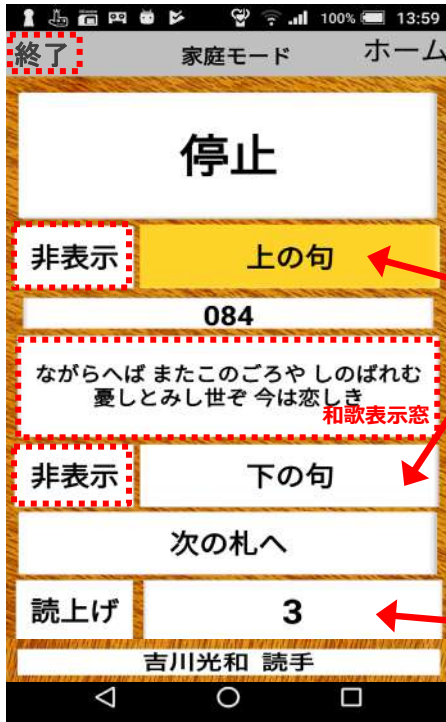 100% 13:59
終了 家庭モード ホーム
停止
非表示 上の句
084
ながらへば またこのごろや しのばれむ
憂しとみし世ぞ 今は恋しき
和歌表示窓
非表示 下の句
次の札へ
読上げ 3
吉川光和 読手